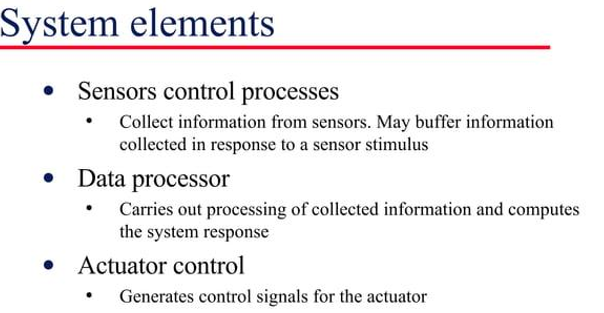 System elements
• Sensors control processes
• Collect information from sensors. May buffer information
collected in response to a sensor stimulus
• Data processor
• Carries out processing of collected information and computes
the system response
• Actuator control
• Generates control signals for the actuator